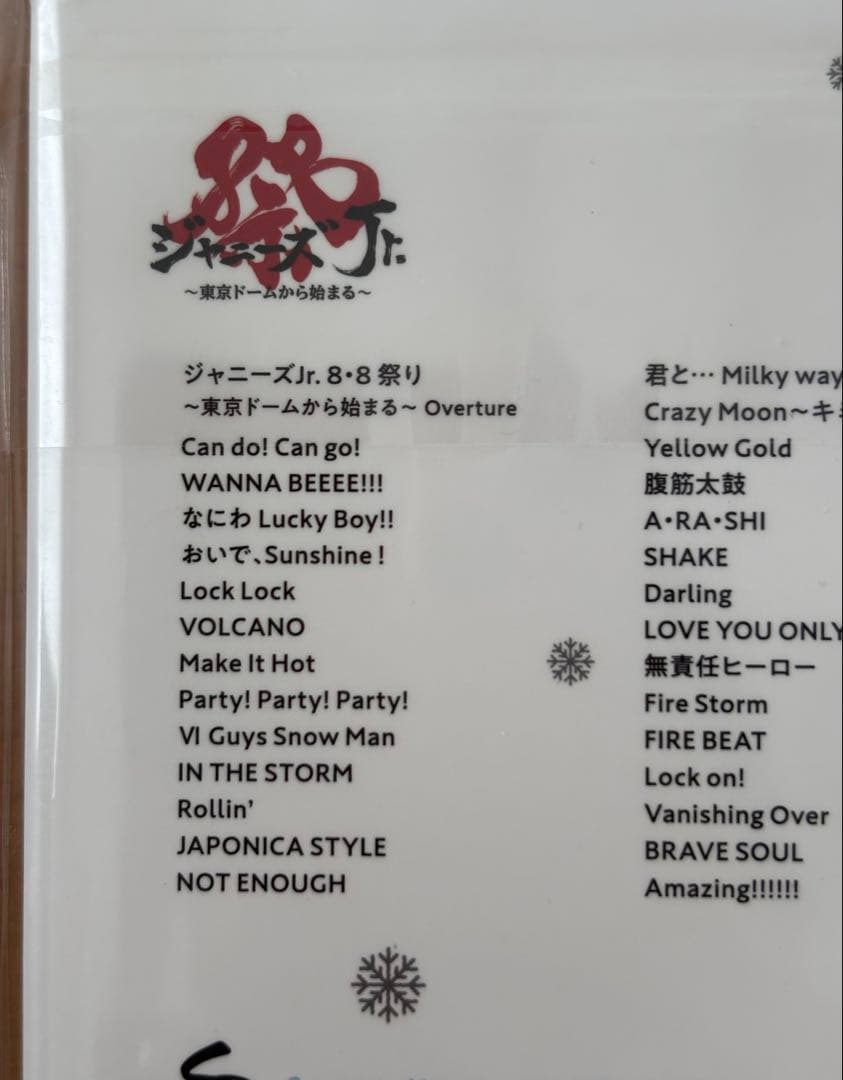 祭
ジャニーズJr.
～東京ドームから始まる～
ジャニーズJr. 8・8 祭り
～東京ドームから始まる～ Overture
Can do! Can go!
WANNA BEEEE!!!
なにわ Lucky Boy!!
おいで、Sunshine !
Lock Lock
VOLCANO
Make It Hot
Party! Party! Party!
Ⅵ Guys Snow Man
IN THE STORM
Rollin’
JAPONICA STYLE
NOT ENOUGH
君と… Milky way
Crazy Moon～キ
Yellow Gold
腹筋太鼓
A・RA・SHI
SHAKE
Darling
LOVE YOU ONLY
無責任ヒーロー
Fire Storm
FIRE BEAT
Lock on!
Vanishing Over
BRAVE SOUL
Amazing!!!!!!